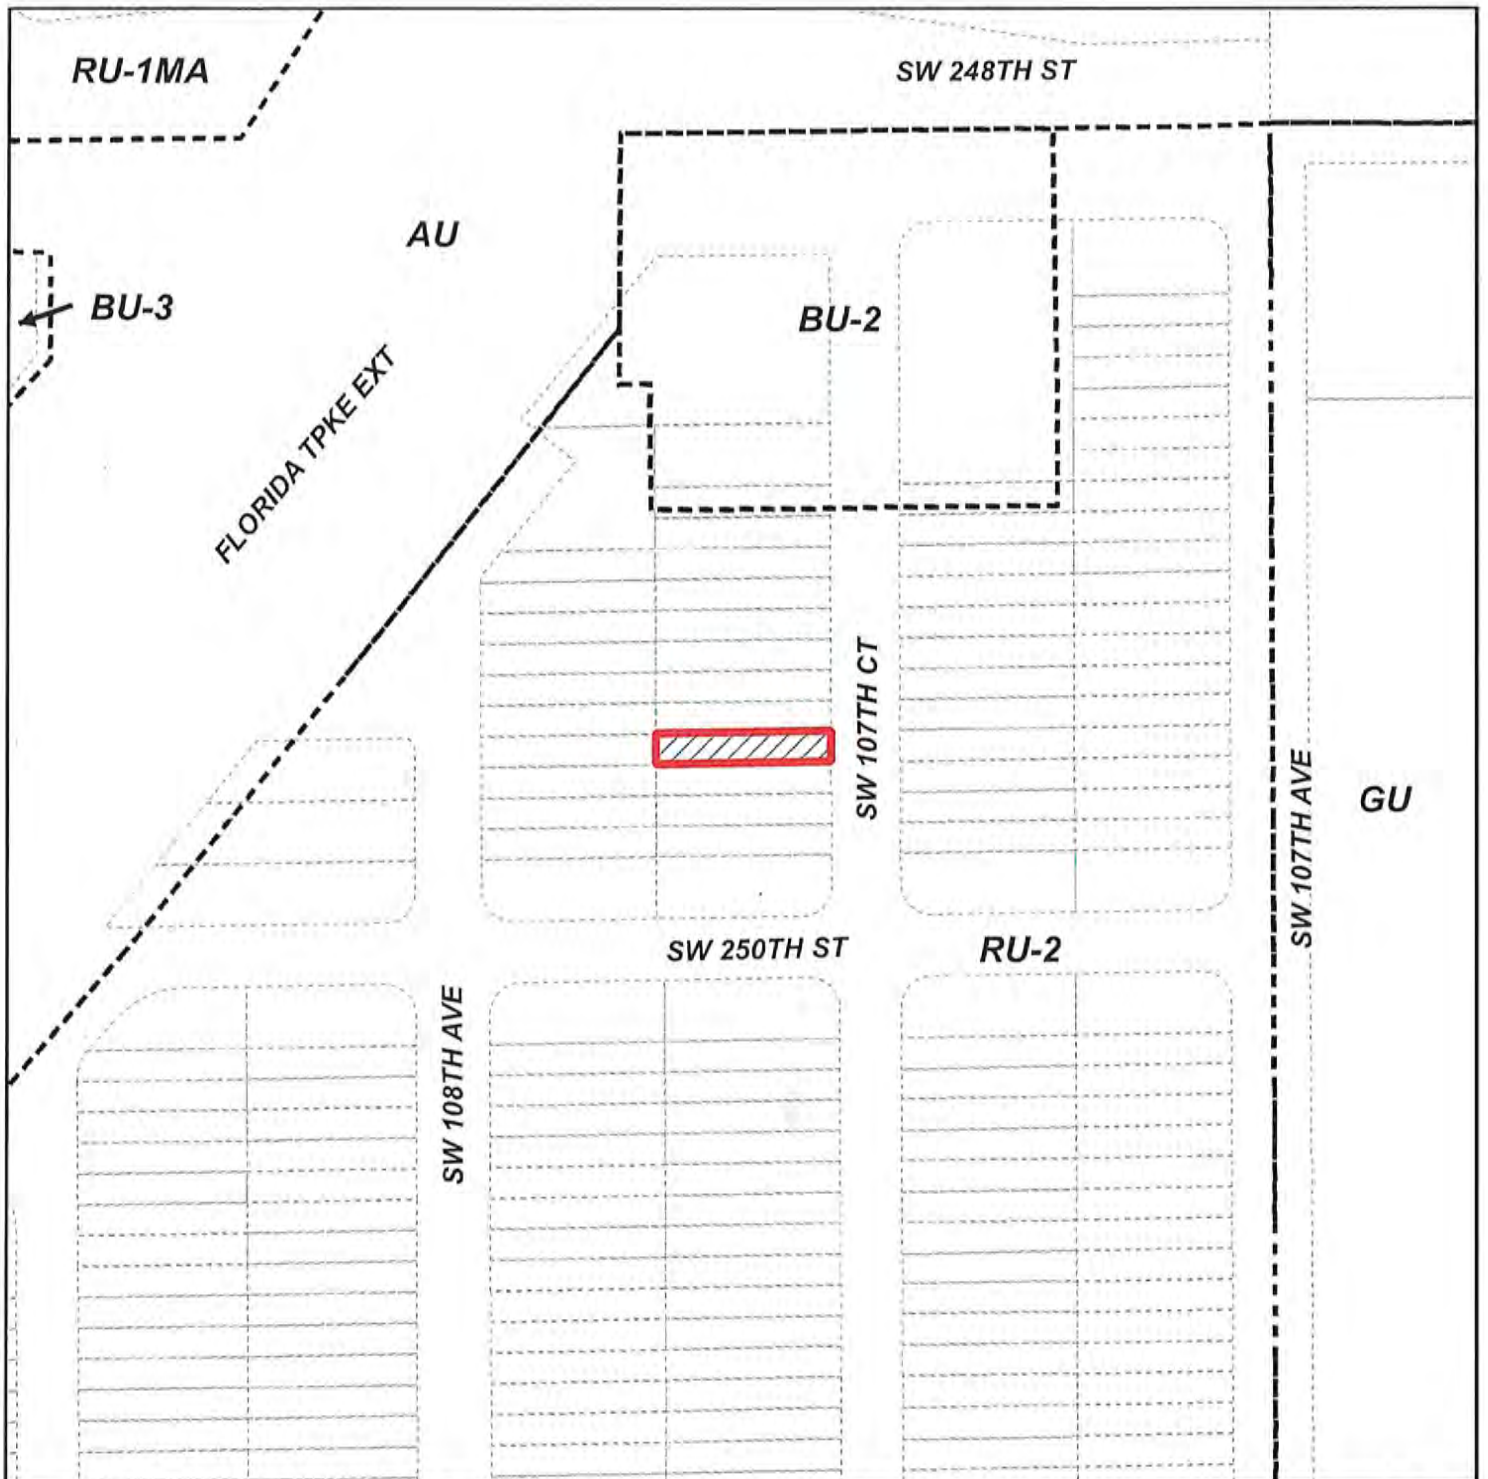 RU-1MA
SW 248TH ST
AU
BU-3
BU-2
FLORIDA TPKE EXT
SW 107TH CT
SW 107TH AVE
GU
SW 250TH ST
RU-2
SW 108TH AVE